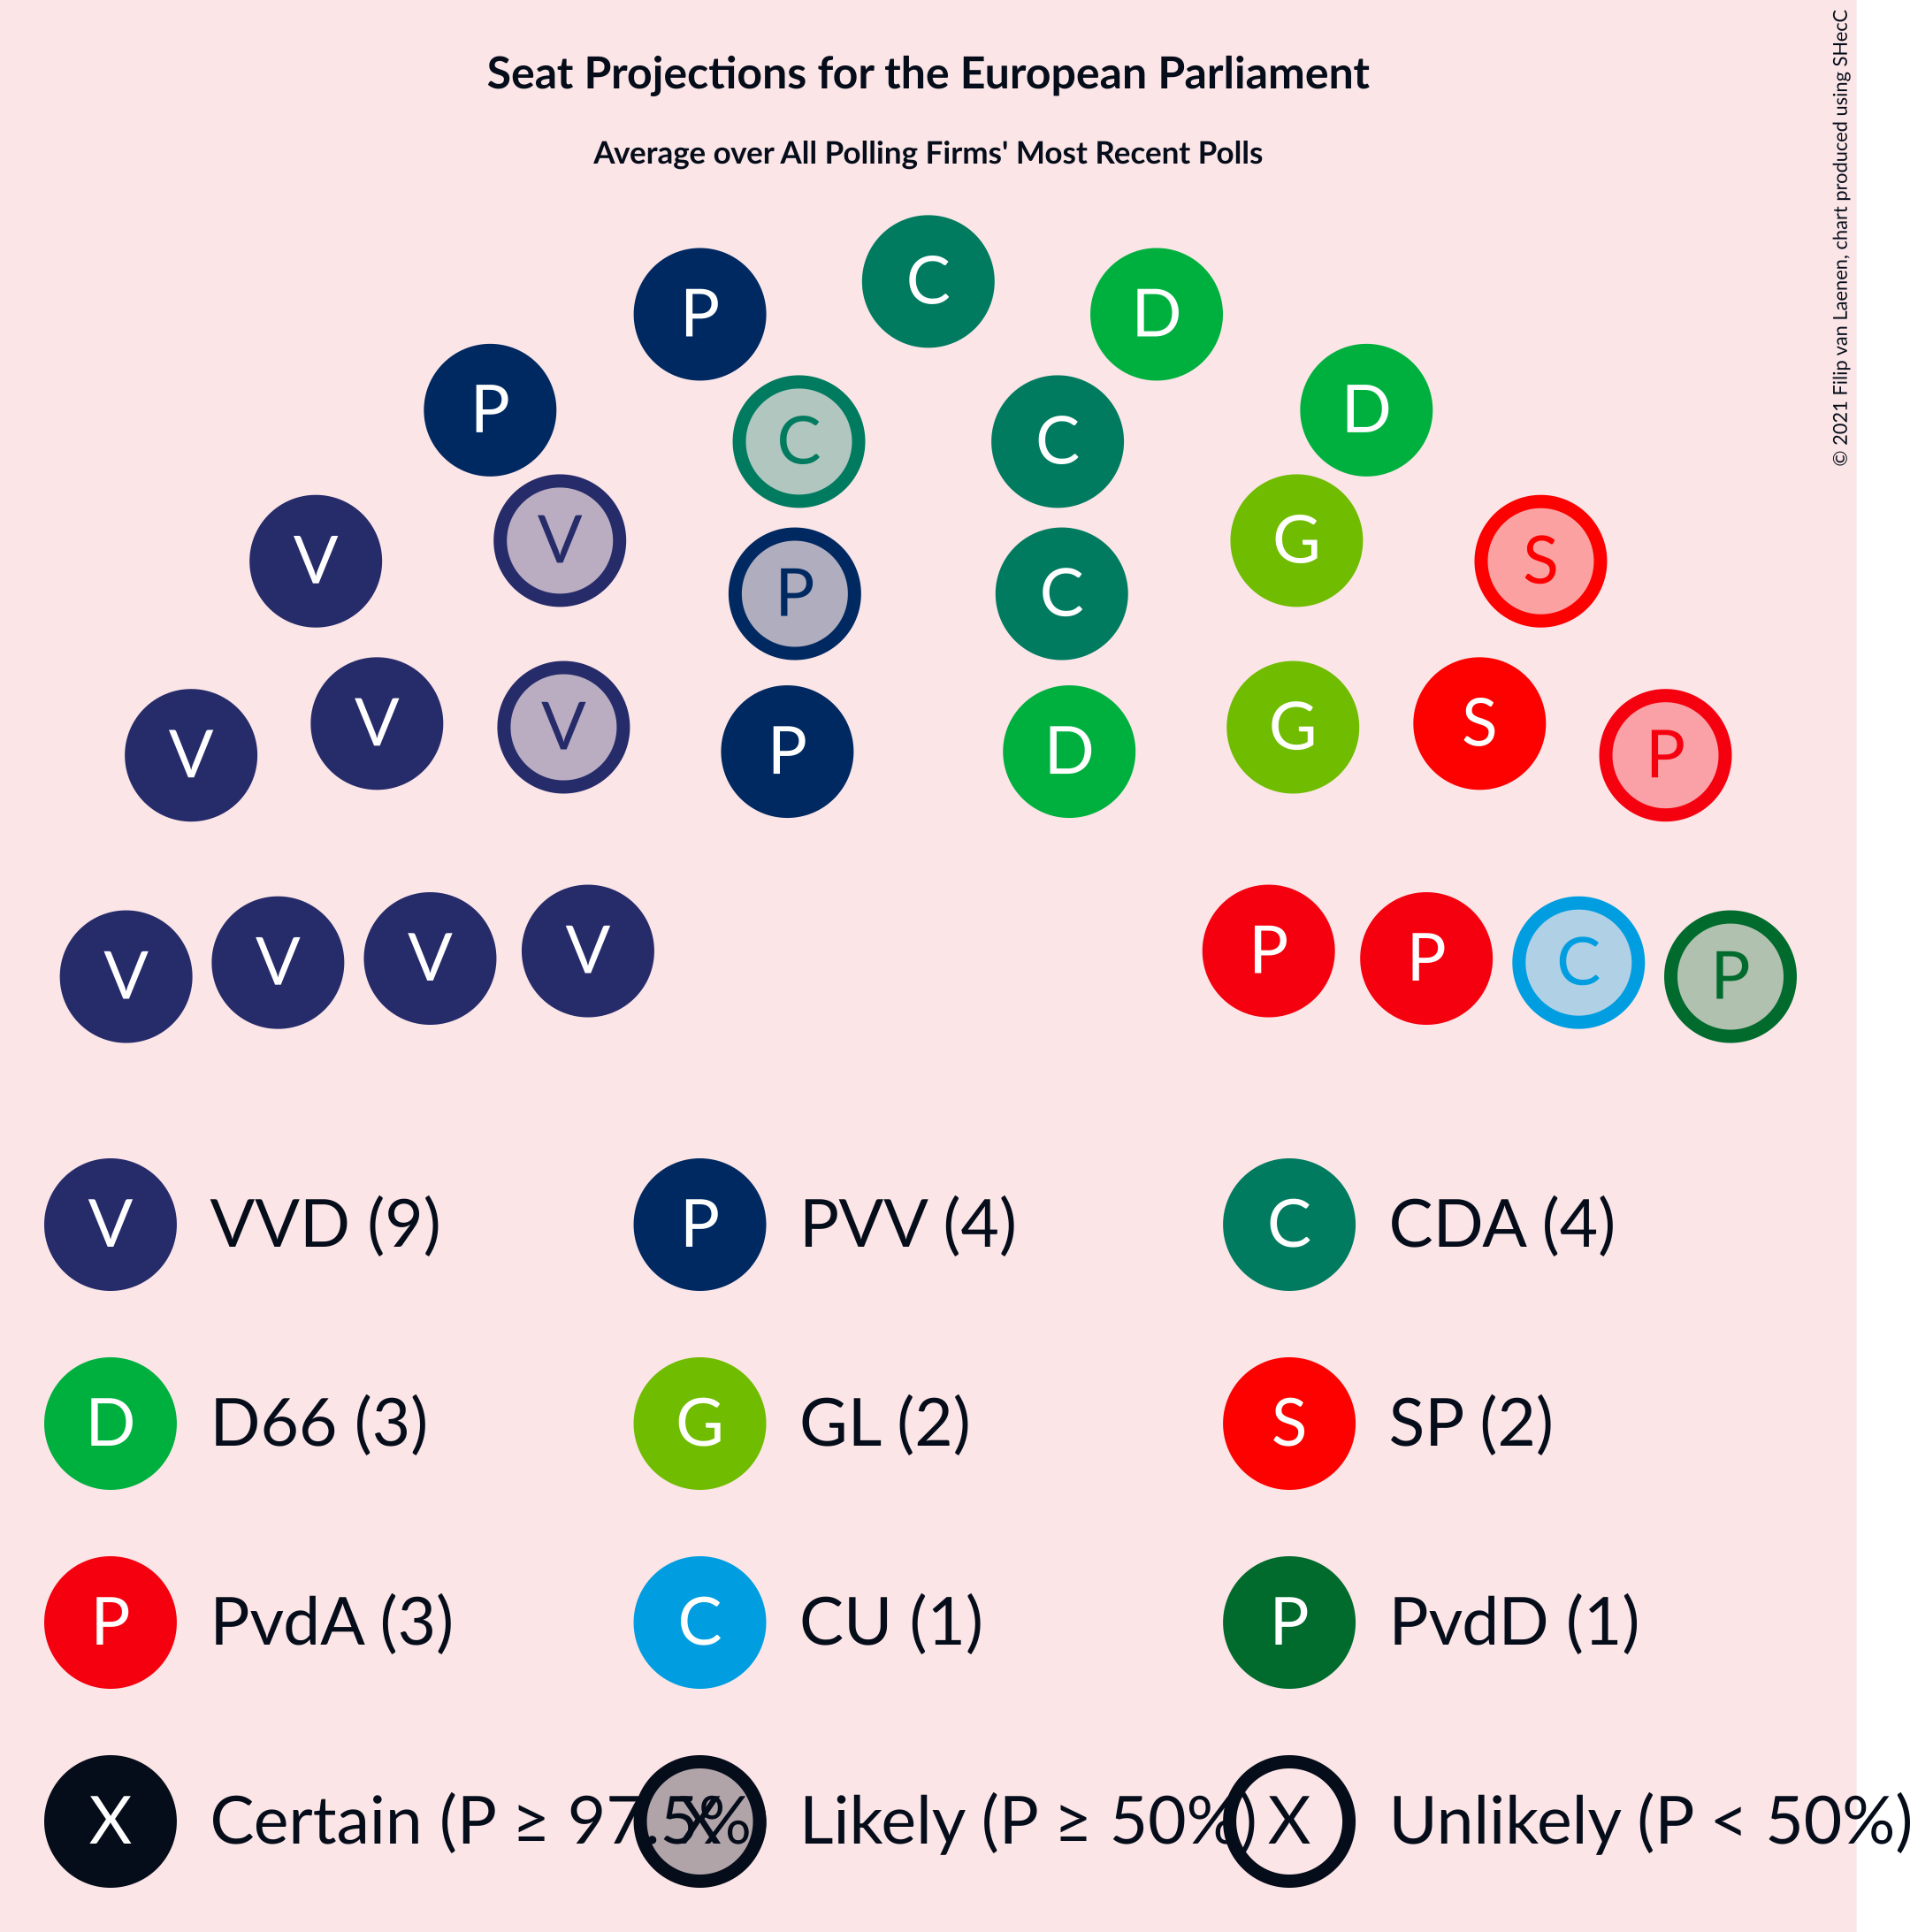 Seat Projections for the European Parliament
Average over All Polling Firms' Most Recent Polls
© 2021 Filip van Laenen, chart produced using SHecC
C
P D
P D
C C
V G
V S
P C
V V G S
V P D P
V V V V P P C P
V VVD (9) P PVV (4) C CDA (4)
D D66 (3) G GL (2) S SP (2)
P PvdA (3) C CU (1) P PvdD (1)
X Certain (P ≥ 97.5% X Likely (P ≥ 50%) X Unlikely (P < 50%)